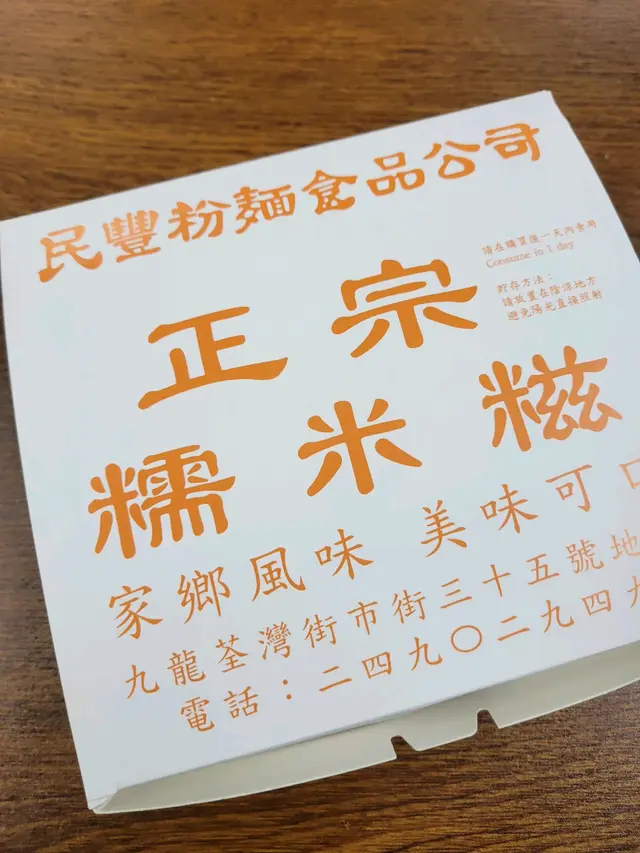 民豐粉麵食品公司
請在購買後一天內食用
Consume in 1 day
貯存方法：
請放置在陰涼地方
避免陽光直接照射
正宗
糯米糍
家鄉風味 美味可口
九龍荃灣街市街三十五號地
電話：二四九〇二九四九